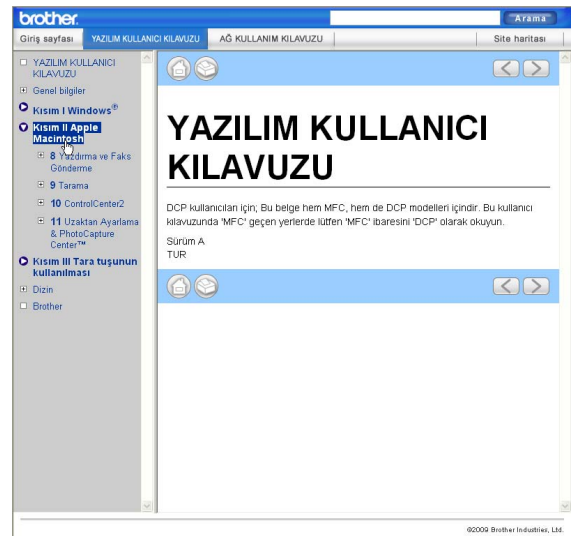 brother.
Arama
Giriş sayfası YAZILIM KULLANICI KILAVUZU AĞ KULLANIM KILAVUZU Site haritası
YAZILIM KULLANICI
KILAVUZU
Genel bilgiler
Kısım I Windows®
Kısım II Apple
Macintosh
8 Yazdırma ve Faks
Gönderme
9 Tarama
10 ControlCenter2
11 Uzaktan Ayarlama
& PhotoCapture
Center™
Kısım III Tara tuşunun
kullanılması
Dizin
Brother
YAZILIM KULLANICI
KILAVUZU
DCP kullanıcıları için; Bu belge hem MFC, hem de DCP modelleri içindir. Bu kullanıcı
kılavuzunda 'MFC' geçen yerlerde lütfen 'MFC' ibaresini 'DCP' olarak okuyun.
Sürüm A
TUR
©2009 Brother Industries, Ltd.